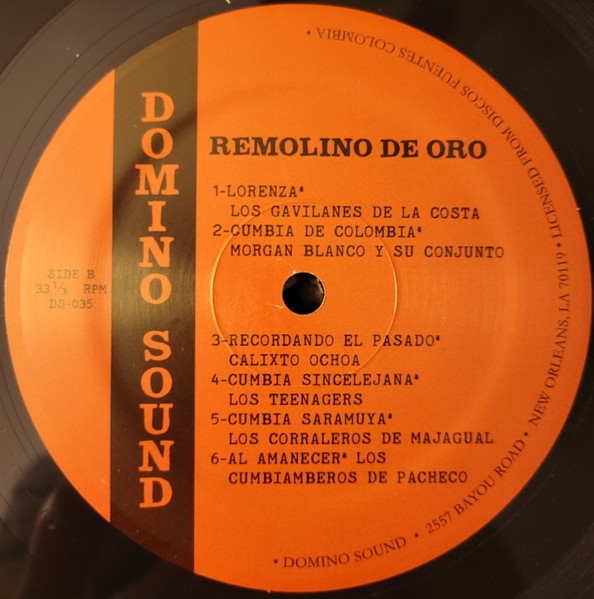 DOMINO SOUND
REMOLINO DE ORO
1-LORENZA*
LOS GAVILANES DE LA COSTA
2-CUMBIA DE COLOMBIA*
MORGAN BLANCO Y SU CONJUNTO
SIDE B
33 1/3 RPM
DS-035
3-RECORDANDO EL PASADO*
CALIXTO OCHOA
4-CUMBIA SINCELEJANA*
LOS TEENAGERS
5-CUMBIA SARAMUYA*
LOS CORRALEROS DE MAJAGUAL
6-AL AMANECER* LOS
CUMBIAMBEROS DE PACHECO
• DOMINO SOUND • 2557 BAYOU ROAD • NEW ORLEANS, LA 70119 • LICENSED FROM DISCOS FUENTES COLOMBIA •